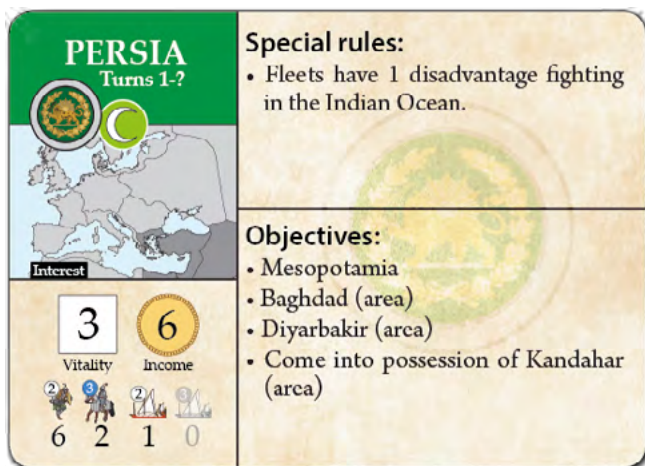 PERSIA
Turns 1-?
Interest
3
6
Vitality
Income
2
3
2
3
6
2
1
0
Special rules:
• Fleets have 1 disadvantage fighting
in the Indian Ocean.
Objectives:
• Mesopotamia
• Baghdad (area)
• Diyarbakir (area)
• Come into possession of Kandahar
(area)